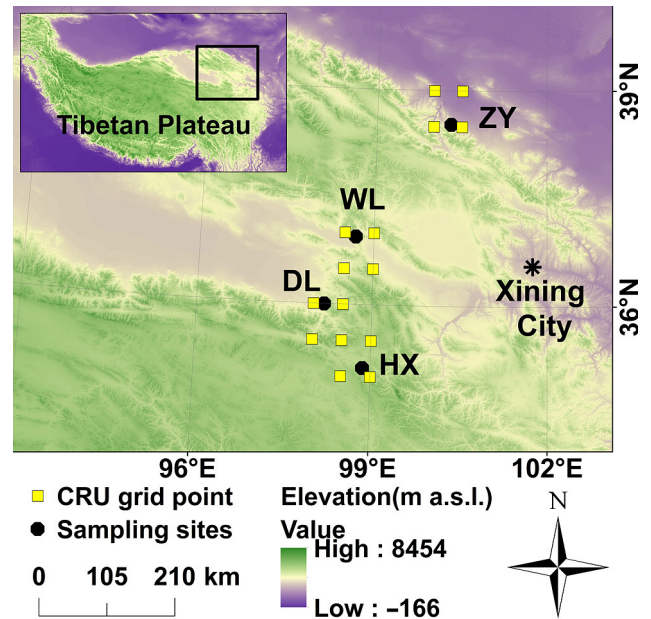 Tibetan Plateau
39°N
ZY
WL
DL
Xining
City
36°N
HX
96°E
99°E
102°E
CRU grid point
Sampling sites
0
105
210 km
Elevation(m a.s.l.)
Value
High : 8454
Low : −166
N